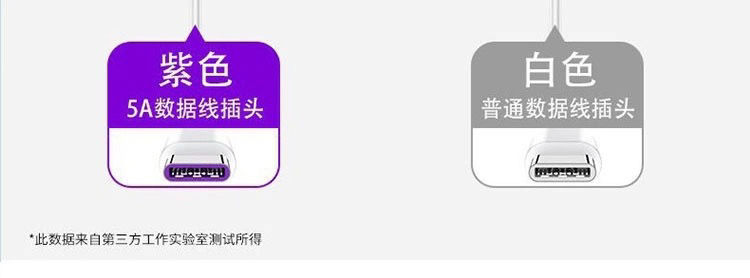 紫色
5A数据线插头
白色
普通数据线插头
*此数据来自第三方工作实验室测试所得